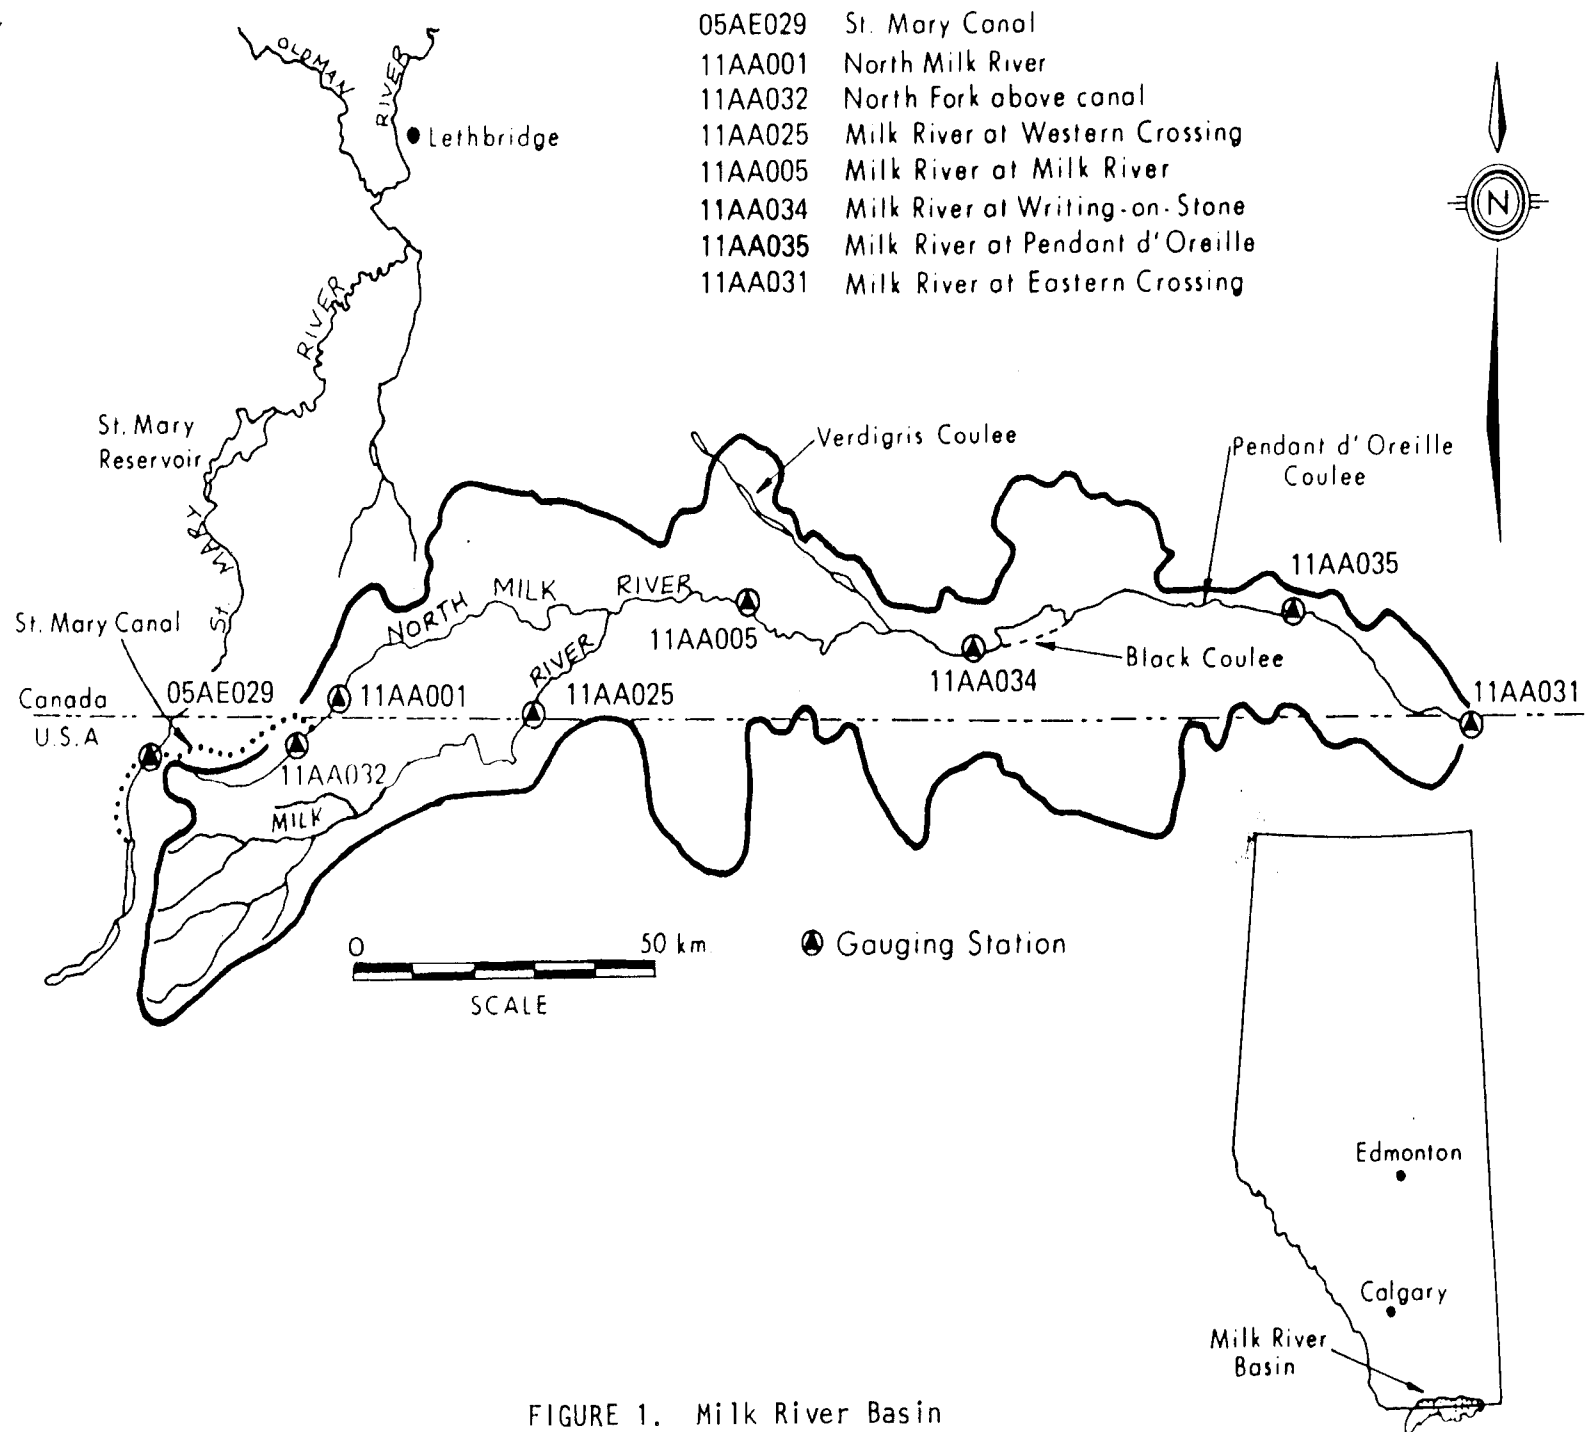 05AE029 St. Mary Canal
11AA001 North Milk River
11AA032 North Fork above canal
11AA025 Milk River at Western Crossing
11AA005 Milk River at Milk River
11AA034 Milk River at Writing-on-Stone
11AA035 Milk River at Pendant d'Oreille
11AA031 Milk River at Eastern Crossing
N
OLDMAN
RIVER
Lethbridge
RIVER
St. Mary
Reservoir
MARY
St
Verdigris Coulee
Pendant d'Oreille
Coulee
11AA035
NORTH MILK RIVER
St. Mary Canal
11AA005
RIVER
Black Coulee
11AA034
05AE029
11AA001
11AA025
11AA031
Canada
U.S.A
11AA032
MILK
0 50 km
SCALE
Gauging Station
Edmonton
Calgary
Milk River
Basin
FIGURE 1. Milk River Basin